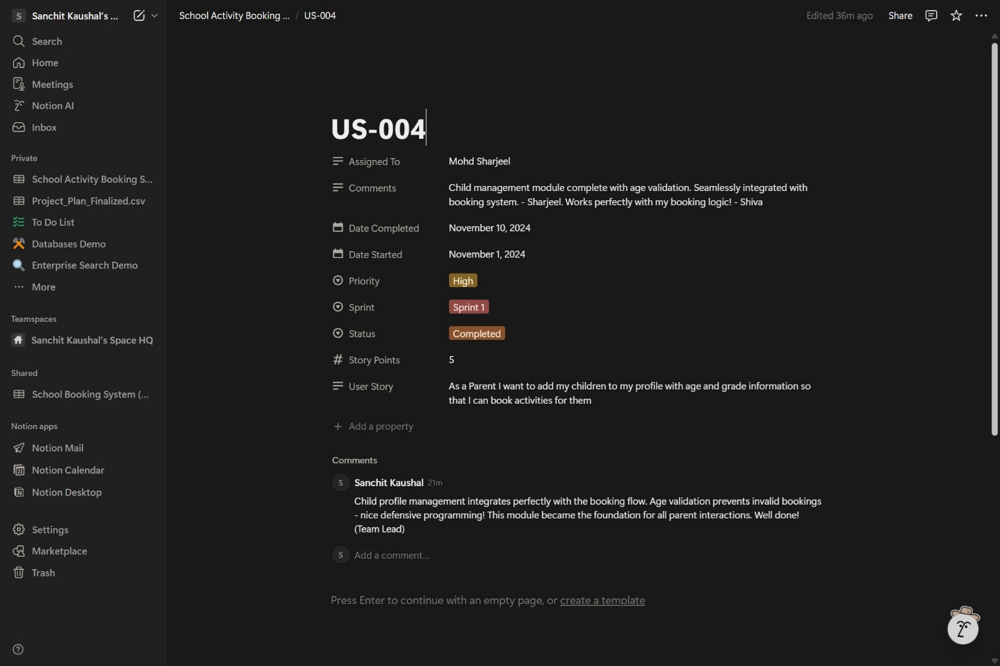 S Sanchit Kaushal's ...
Search
Home
Meetings
Notion AI
Inbox
Private
School Activity Booking S...
Project_Plan_Finalized.csv
To Do List
Databases Demo
Enterprise Search Demo
More
Teamspaces
Sanchit Kaushal's Space HQ
Shared
School Booking System (...
Notion apps
Notion Mail
Notion Calendar
Notion Desktop
Settings
Marketplace
Trash
School Activity Booking ... / US-004
Edited 36m ago Share
US-004
Assigned To Mohd Sharjeel
Comments Child management module complete with age validation. Seamlessly integrated with
booking system. - Sharjeel. Works perfectly with my booking logic! - Shiva
Date Completed November 10, 2024
Date Started November 1, 2024
Priority High
Sprint Sprint 1
Status Completed
Story Points 5
User Story As a Parent I want to add my children to my profile with age and grade information so
that I can book activities for them
+ Add a property
Comments
S Sanchit Kaushal 21m
Child profile management integrates perfectly with the booking flow. Age validation prevents invalid bookings
- nice defensive programming! This module became the foundation for all parent interactions. Well done!
(Team Lead)
S Add a comment...
Press Enter to continue with an empty page, or create a template